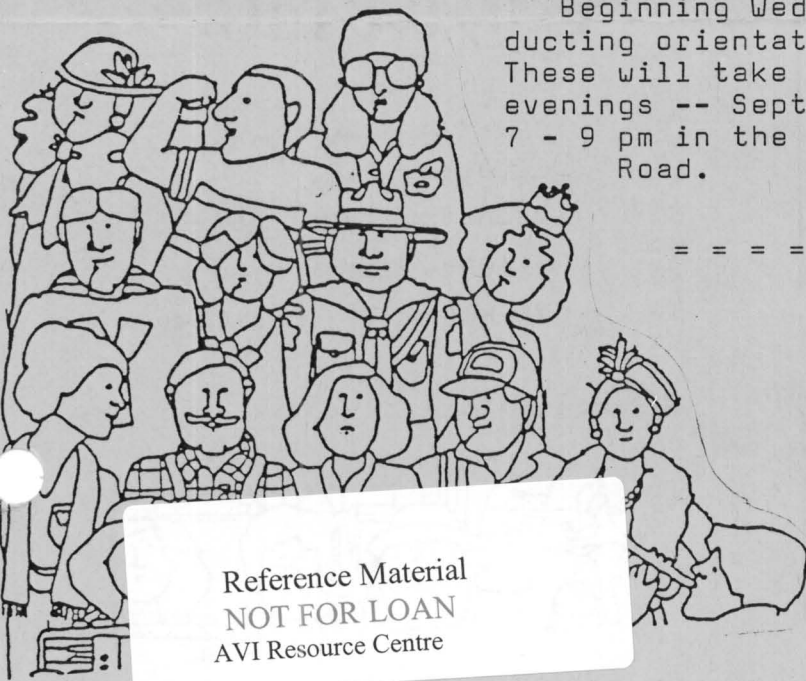 Beginning Wed
ducting orientat
These will take
evenings -- Sept
7 - 9 pm in the
Road.
= = = =
Reference Material
NOT FOR LOAN
AVI Resource Centre